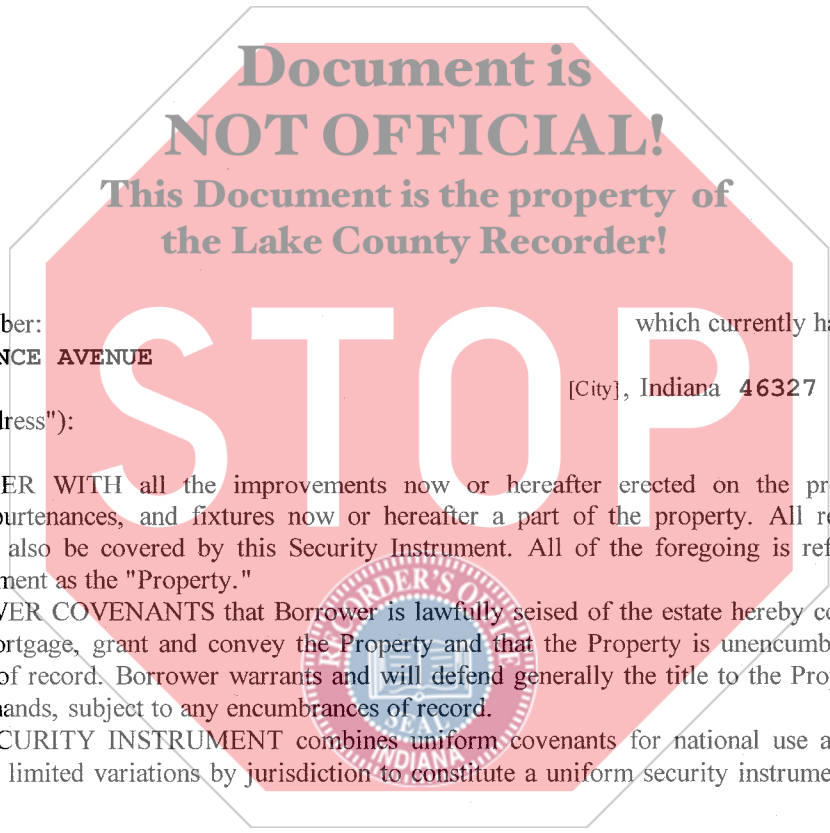 Document is
NOT OFFICIAL!
This Document is the property of
the Lake County Recorder!
STOP
ber: which currently ha
NCE AVENUE
[City], Indiana 46327
dress"):
ER WITH all the improvements now or hereafter erected on the pr
purtenances, and fixtures now or hereafter a part of the property. All re
also be covered by this Security Instrument. All of the foregoing is ref
ment as the "Property."
VER COVENANTS that Borrower is lawfully seised of the estate hereby co
ortgage, grant and convey the Property and that the Property is unencumb
of record. Borrower warrants and will defend generally the title to the Prop
ands, subject to any encumbrances of record.
CURITY INSTRUMENT combines uniform covenants for national use a
limited variations by jurisdiction to constitute a uniform security instrume
RECORDER'S OFFICE
SEAL
INDIANA